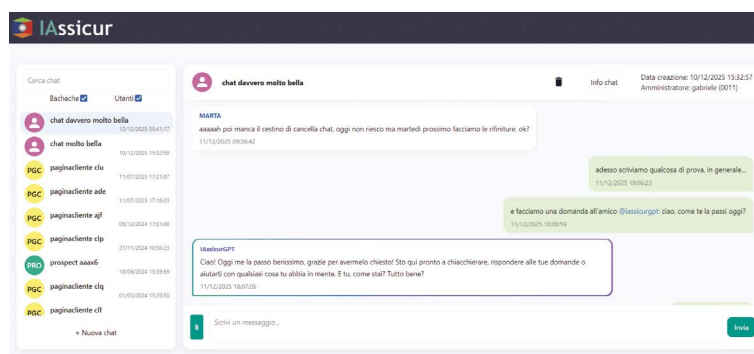 IAssicur
Cerca chat
Bacheche
Utenti
chat davvero molto bella
12/12/2025 05:41:17
chat molto bella
10/12/2025 15:52:58
PGC
paginacliente clu
11/07/2025 17:21:07
PGC
paginacliente ade
11/07/2025 17:18:23
PGC
paginacliente ajf
08/12/2024 17:31:46
PGC
paginacliente clp
27/11/2024 10:56:23
PRO
prospect aaax6
18/06/2024 15:39:59
PGC
paginacliente clq
PGC
paginacliente clf
+ Nuova chat
chat davvero molto bella
Info chat
Data creazione: 10/12/2025 15:32:57
Amministratore: gabriele (0011)
MARTA
aaaaah poi manca il cestino di cancella chat, oggi non riesco ma martedì prossimo facciamo le rifiniture, ok?
11/12/2025 09:36:42
adesso scriviamo qualcosa di prova, in generale...
11/12/2025 18:06:23
e facciamo una domanda all'amico @iassicurgpt: ciao, come te la passi oggi?
11/12/2025 18:06:59
IAssicurGPT
Ciao! Oggi me la passo benissimo, grazie per avermelo chiesto! Sto qui pronto a chiacchierare, rispondere alle tue domande o
aiutarti con qualsiasi cosa tu abbia in mente. E tu, come stai? Tutto bene?
11/12/2025 18:07:05
Scrivi un messaggio...
Invia